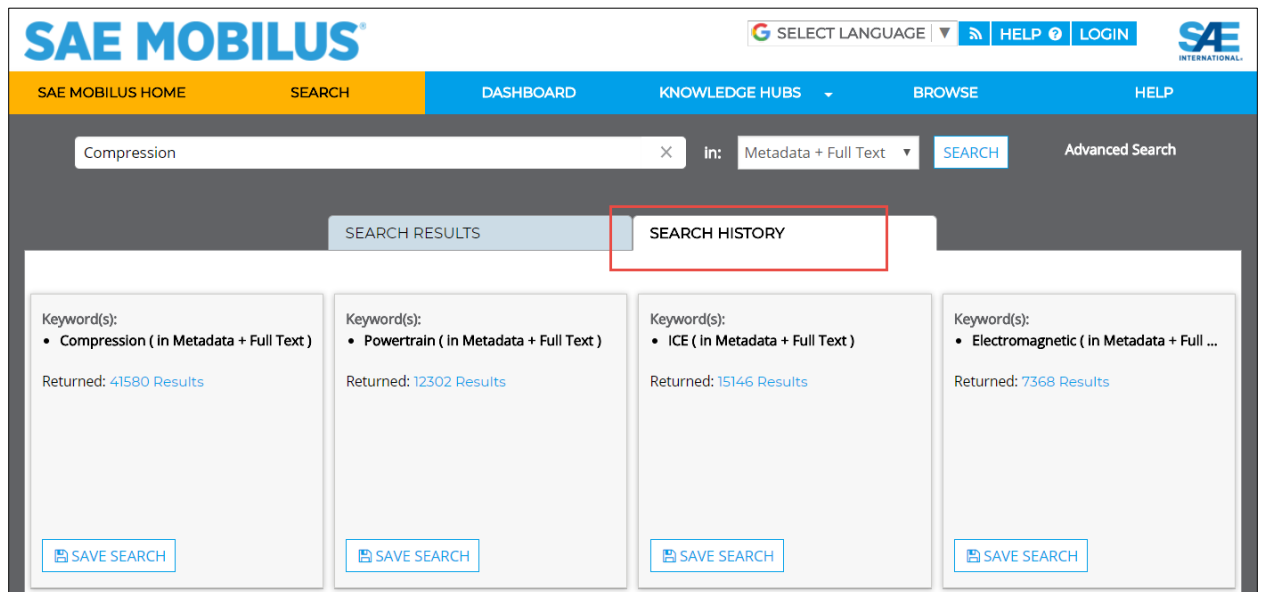 SAE MOBILUS®
SELECT LANGUAGE ▼ HELP ? LOGIN
SAE
INTERNATIONAL®
SAE MOBILUS HOME SEARCH DASHBOARD KNOWLEDGE HUBS BROWSE HELP
Compression × in: Metadata + Full Text ▼ SEARCH Advanced Search
SEARCH RESULTS SEARCH HISTORY
Keyword(s): Keyword(s): Keyword(s): Keyword(s):
• Compression ( in Metadata + Full Text ) • Powertrain ( in Metadata + Full Text ) • ICE ( in Metadata + Full Text ) • Electromagnetic ( in Metadata + Full ...
Returned: 41580 Results Returned: 12302 Results Returned: 15146 Results Returned: 7368 Results
SAVE SEARCH SAVE SEARCH SAVE SEARCH SAVE SEARCH